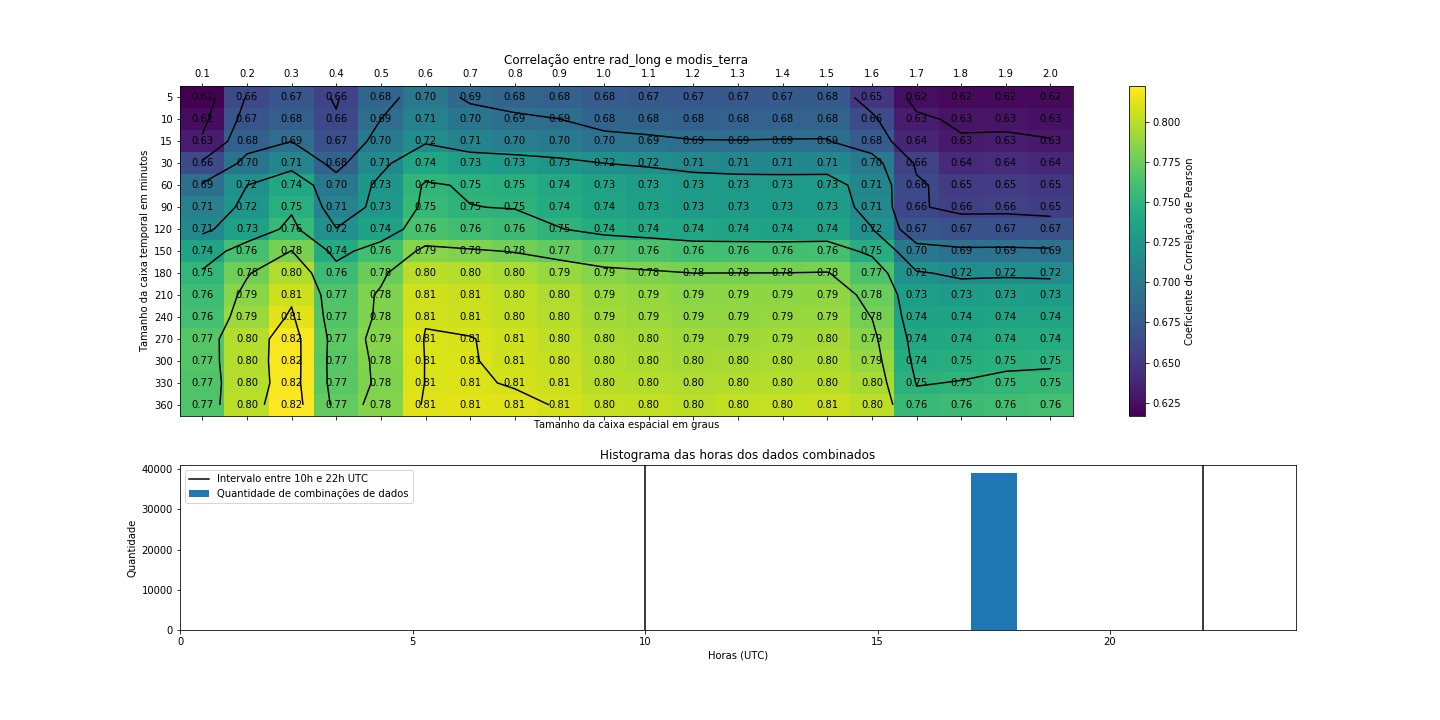 Correlação entre rad_long e modis_terra
0.1 0.2 0.3 0.4 0.5 0.6 0.7 0.8 0.9 1.0 1.1 1.2 1.3 1.4 1.5 1.6 1.7 1.8 1.9 2.0
5 0.62 0.66 0.67 0.66 0.68 0.70 0.69 0.68 0.68 0.68 0.67 0.67 0.67 0.67 0.68 0.65 0.62 0.62 0.62 0.62
10 0.62 0.67 0.68 0.66 0.69 0.71 0.70 0.69 0.69 0.68 0.68 0.68 0.68 0.68 0.68 0.66 0.63 0.63 0.63 0.63
15 0.63 0.68 0.69 0.67 0.70 0.72 0.71 0.70 0.70 0.70 0.69 0.69 0.69 0.69 0.69 0.68 0.64 0.63 0.63 0.63
30 0.66 0.70 0.71 0.68 0.71 0.74 0.73 0.73 0.73 0.72 0.72 0.71 0.71 0.71 0.71 0.70 0.66 0.64 0.64 0.64
60 0.69 0.72 0.74 0.70 0.73 0.75 0.75 0.75 0.74 0.73 0.73 0.73 0.73 0.73 0.73 0.71 0.66 0.65 0.65 0.65
90 0.71 0.72 0.75 0.71 0.73 0.75 0.75 0.75 0.74 0.74 0.73 0.73 0.73 0.73 0.73 0.71 0.66 0.66 0.66 0.65
120 0.71 0.73 0.76 0.72 0.74 0.76 0.76 0.76 0.75 0.74 0.74 0.74 0.74 0.74 0.74 0.72 0.67 0.67 0.67 0.67
150 0.74 0.76 0.78 0.74 0.76 0.79 0.78 0.78 0.77 0.77 0.76 0.76 0.76 0.76 0.76 0.75 0.70 0.69 0.69 0.69
180 0.75 0.78 0.80 0.76 0.78 0.80 0.80 0.80 0.79 0.79 0.78 0.78 0.78 0.78 0.78 0.77 0.72 0.72 0.72 0.72
210 0.76 0.79 0.81 0.77 0.78 0.81 0.81 0.80 0.80 0.79 0.79 0.79 0.79 0.79 0.79 0.78 0.73 0.73 0.73 0.73
240 0.76 0.79 0.81 0.77 0.78 0.81 0.81 0.80 0.80 0.79 0.79 0.79 0.79 0.79 0.79 0.78 0.74 0.74 0.74 0.74
270 0.77 0.80 0.82 0.77 0.79 0.81 0.81 0.81 0.80 0.80 0.80 0.79 0.79 0.79 0.80 0.79 0.74 0.74 0.74 0.74
300 0.77 0.80 0.82 0.77 0.78 0.81 0.81 0.81 0.80 0.80 0.80 0.80 0.80 0.80 0.80 0.79 0.74 0.75 0.75 0.75
330 0.77 0.80 0.82 0.77 0.78 0.81 0.81 0.81 0.81 0.80 0.80 0.80 0.80 0.80 0.80 0.80 0.75 0.75 0.75 0.75
360 0.77 0.80 0.82 0.77 0.78 0.81 0.81 0.81 0.81 0.80 0.80 0.80 0.80 0.80 0.81 0.80 0.76 0.76 0.76 0.76
Tamanho da caixa temporal em minutos
Tamanho da caixa espacial em graus
0.800
0.775
0.750
0.725
0.700
0.675
0.650
0.625
Coeficiente de Correlação de Pearson
Histograma das horas dos dados combinados
Intervalo entre 10h e 22h UTC
Quantidade de combinações de dados
40000
30000
20000
10000
0
Quantidade
0 5 10 15 20
Horas (UTC)